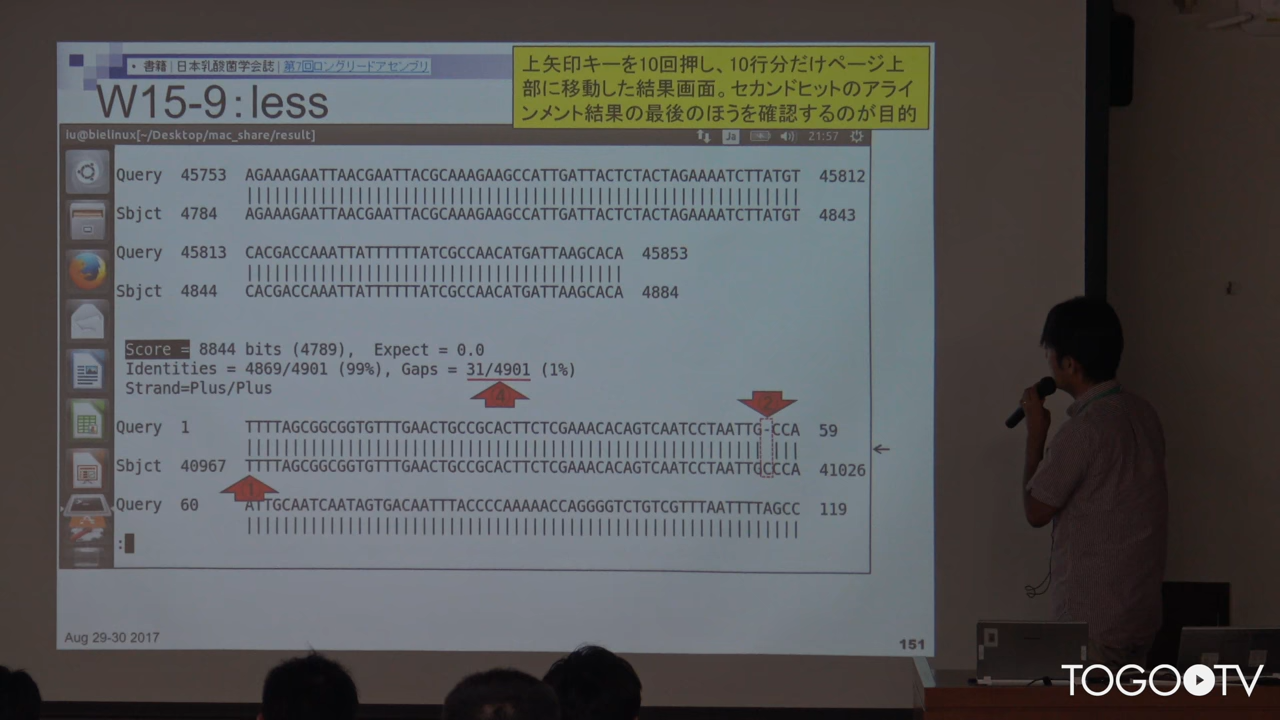 • 書籍 | 日本乳酸菌学会誌 | 第7回ロングリードアセンブリ
W15-9:less
上矢印キーを10回押し、10行分だけページ上
部に移動した結果画面。セカンドヒットのアライ
ンメント結果の最後のほうを確認するのが目的
iu@bielinux[~/Desktop/mac_share/result]
Ja 21:57
Query 45753 AGAAAGAATTAACGAATTACGCAAAGAAGCCATTGATTACTCTACTAGAAAATCTTATGT 45812
||||||||||||||||||||||||||||||||||||||||||||||||||||||||||||
Sbjct 4784 AGAAAGAATTAACGAATTACGCAAAGAAGCCATTGATTACTCTACTAGAAAATCTTATGT 4843
Query 45813 CACGACCAAATTATTTTTTATCGCCAACATGATTAAGCACA 45853
|||||||||||||||||||||||||||||||||||||||||
Sbjct 4844 CACGACCAAATTATTTTTTATCGCCAACATGATTAAGCACA 4884
Score = 8844 bits (4789), Expect = 0.0
Identities = 4869/4901 (99%), Gaps = 31/4901 (1%)
Strand=Plus/Plus
④
②
Query 1 TTTTAGCGGCGGTGTTTGAACTGCCGCACTTCTCGAAACACAGTCAATCCTAATTG-CCA 59
|||||||||||||||||||||||||||||||||||||||||||||||||||||||| |||
Sbjct 40967 TTTTAGCGGCGGTGTTTGAACTGCCGCACTTCTCGAAACACAGTCAATCCTAATTGCCCA 41026
①
Query 60 ATTGCAATCAATAGTGACAATTTACCCCAAAAACCAGGGGTCTGTCGTTTAATTTTAGCC 119
||||||||||||||||||||||||||||||||||||||||||||||||||||||||||||
:
Aug 29-30 2017
151
TOGOTV